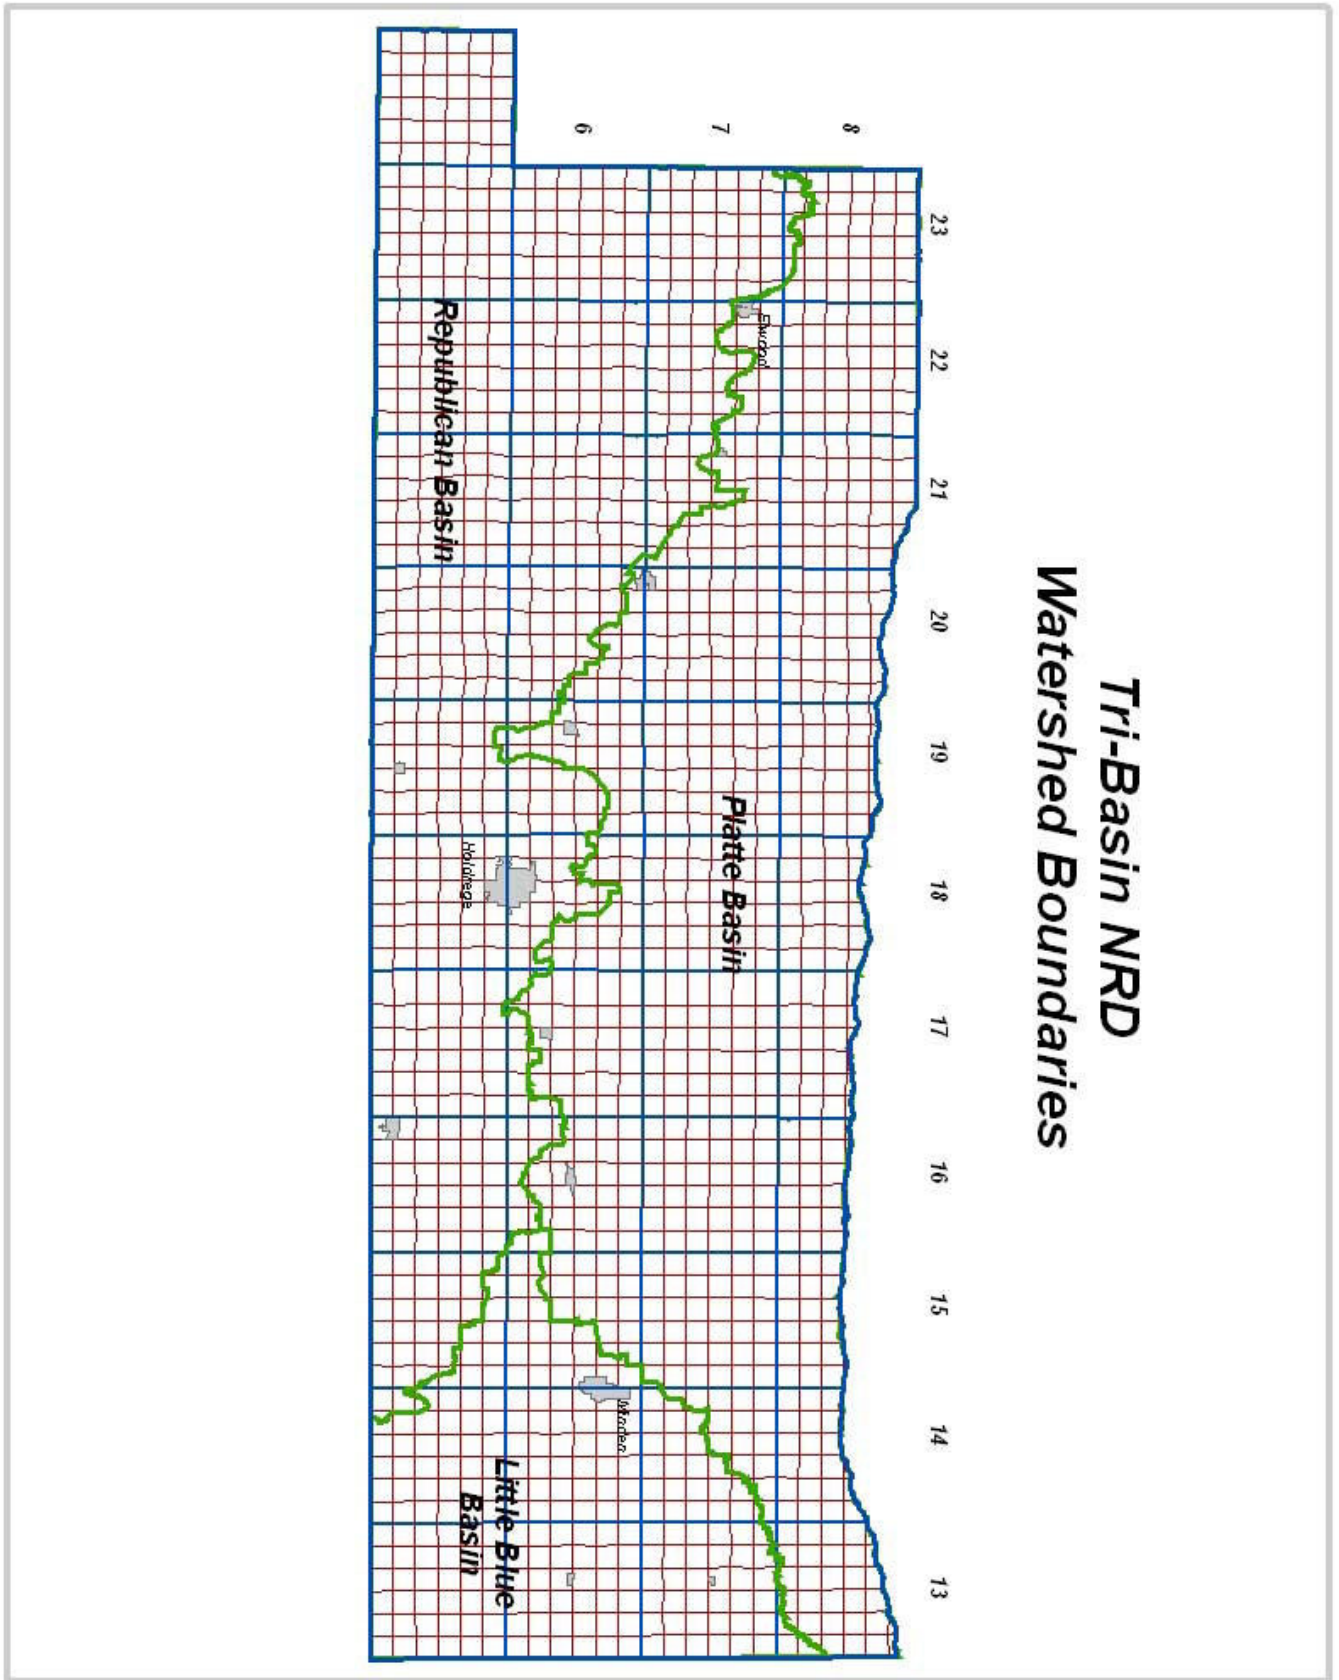 Tri-Basin NRD
Watershed Boundaries
23
22
21
20
19
18
17
16
15
14
13
8
7
6
Elwood
Platte Basin
Republican Basin
Holdrege
Minden
Little Blue
Basin